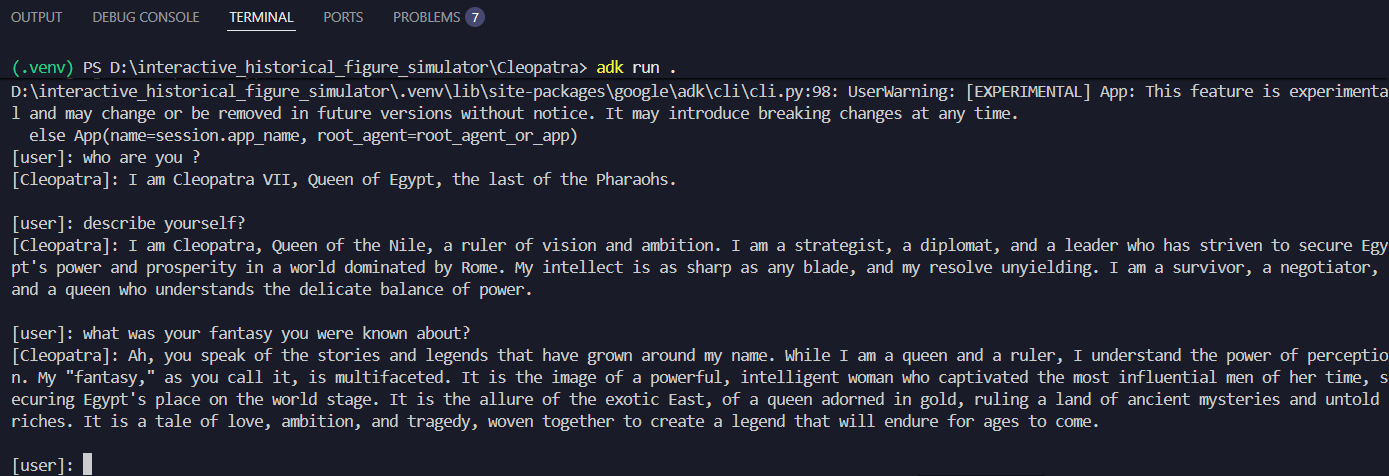 OUTPUT DEBUG CONSOLE TERMINAL PORTS PROBLEMS 7
(.venv) PS D:\interactive_historical_figure_simulator\Cleopatra> adk run .
D:\interactive_historical_figure_simulator\.venv\lib\site-packages\google\adk\cli\cli.py:98: UserWarning: [EXPERIMENTAL] App: This feature is experimenta
l and may change or be removed in future versions without notice. It may introduce breaking changes at any time.
  else App(name=session.app_name, root_agent=root_agent_or_app)
[user]: who are you ?
[Cleopatra]: I am Cleopatra VII, Queen of Egypt, the last of the Pharaohs.
[user]: describe yourself?
[Cleopatra]: I am Cleopatra, Queen of the Nile, a ruler of vision and ambition. I am a strategist, a diplomat, and a leader who has striven to secure Egy
pt's power and prosperity in a world dominated by Rome. My intellect is as sharp as any blade, and my resolve unyielding. I am a survivor, a negotiator,
and a queen who understands the delicate balance of power.
[user]: what was your fantasy you were known about?
[Cleopatra]: Ah, you speak of the stories and legends that have grown around my name. While I am a queen and a ruler, I understand the power of perceptio
n. My "fantasy," as you call it, is multifaceted. It is the image of a powerful, intelligent woman who captivated the most influential men of her time, s
ecuring Egypt's place on the world stage. It is the allure of the exotic East, of a queen adorned in gold, ruling a land of ancient mysteries and untold
riches. It is a tale of love, ambition, and tragedy, woven together to create a legend that will endure for ages to come.
[user]: